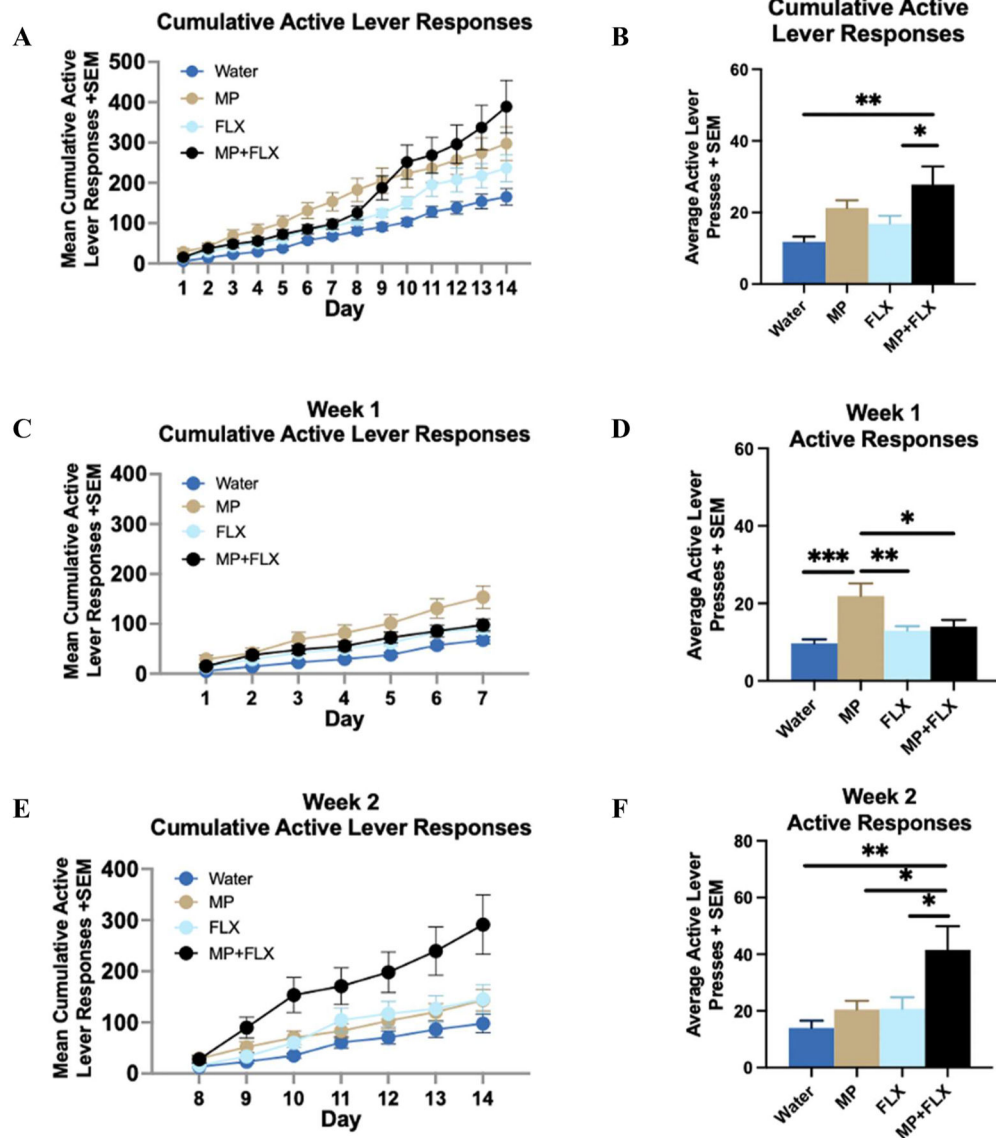 A
Cumulative Active Lever Responses
Mean Cumulative Active
Lever Responses +SEM
500
400
300
200
100
0
Water
MP
FLX
MP+FLX
1 2 3 4 5 6 7 8 9 10 11 12 13 14
Day
B
Cumulative Active
Lever Responses
Average Active Lever
Presses + SEM
60
40
20
0
**
*
Water MP FLX MP+FLX
C
Week 1
Cumulative Active Lever Responses
Mean Cumulative Active
Lever Responses +SEM
400
300
200
100
0
Water
MP
FLX
MP+FLX
1 2 3 4 5 6 7
Day
D
Week 1
Active Responses
Average Active Lever
Presses + SEM
60
40
20
0
*
*** **
Water MP FLX MP+FLX
E
Week 2
Cumulative Active Lever Responses
Mean Cumulative Active
Lever Responses +SEM
400
300
200
100
0
Water
MP
FLX
MP+FLX
8 9 10 11 12 13 14
Day
F
Week 2
Active Responses
Average Active Lever
Presses + SEM
80
60
40
20
0
**
*
*
Water MP FLX MP+FLX